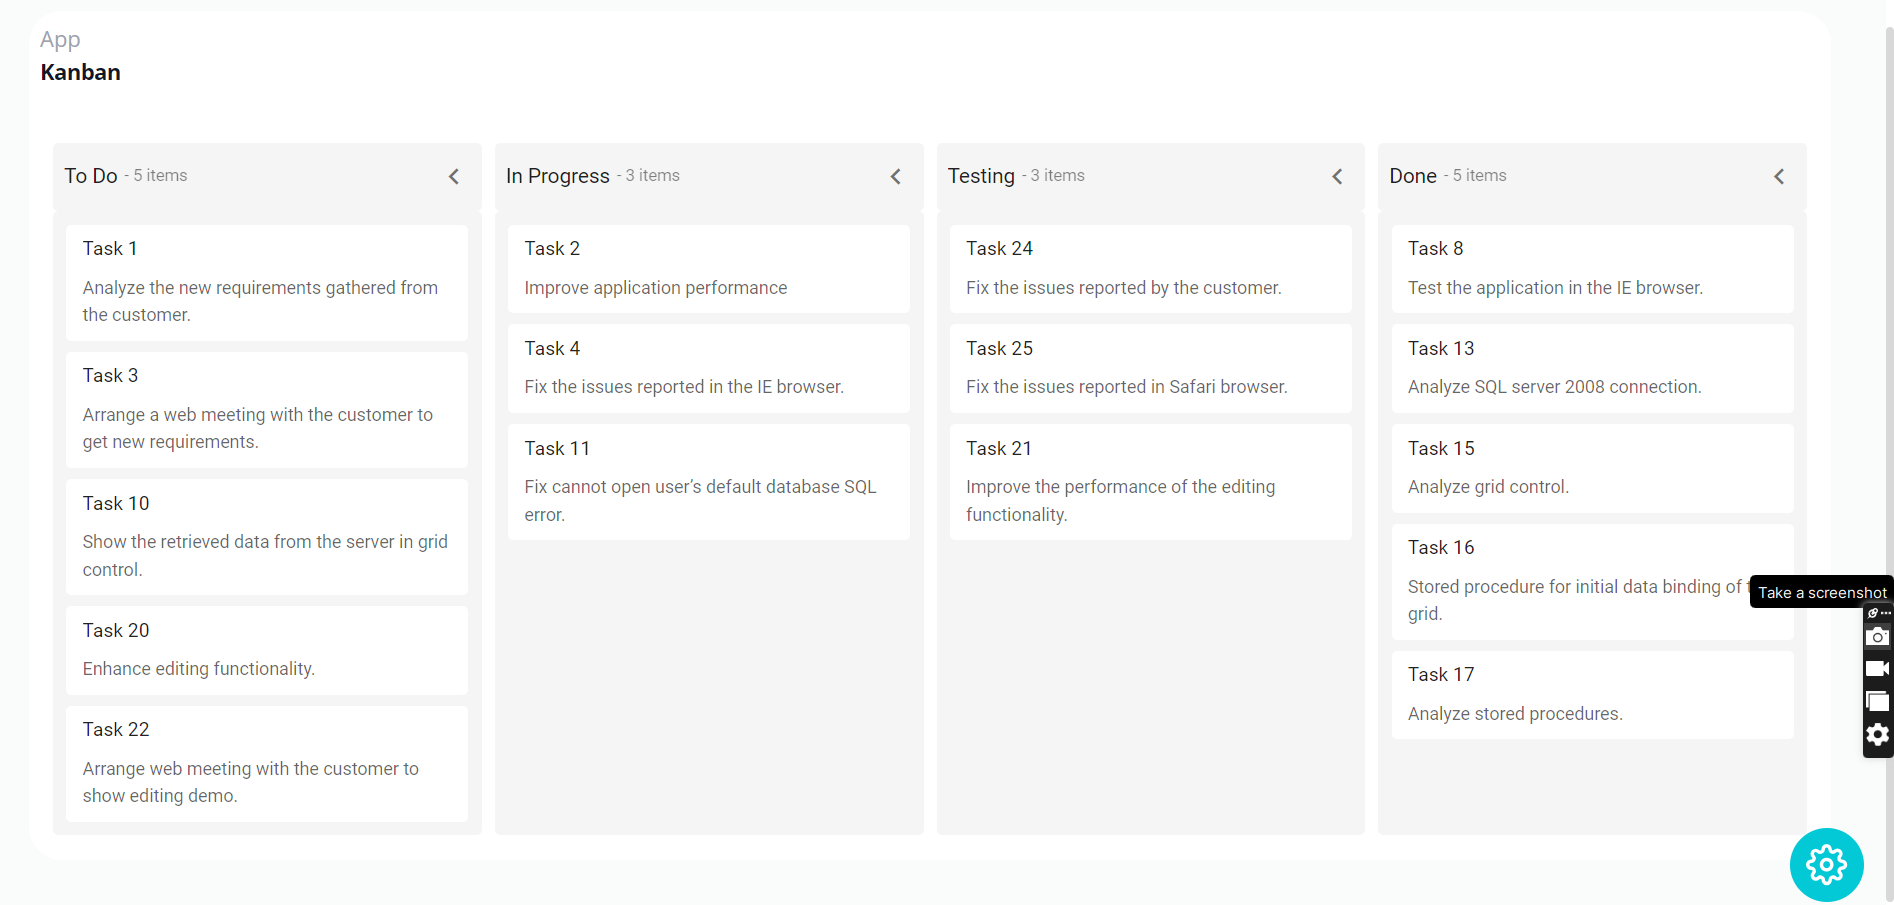 App
Kanban
To Do - 5 items
Task 1
Analyze the new requirements gathered from
the customer.
Task 3
Arrange a web meeting with the customer to
get new requirements.
Task 10
Show the retrieved data from the server in grid
control.
Task 20
Enhance editing functionality.
Task 22
Arrange web meeting with the customer to
show editing demo.
In Progress - 3 items
Task 2
Improve application performance
Task 4
Fix the issues reported in the IE browser.
Task 11
Fix cannot open user’s default database SQL
error.
Testing - 3 items
Task 24
Fix the issues reported by the customer.
Task 25
Fix the issues reported in Safari browser.
Task 21
Improve the performance of the editing
functionality.
Done - 5 items
Task 8
Test the application in the IE browser.
Task 13
Analyze SQL server 2008 connection.
Task 15
Analyze grid control.
Task 16
Stored procedure for initial data binding of
grid.
Task 17
Analyze stored procedures.
Take a screenshot